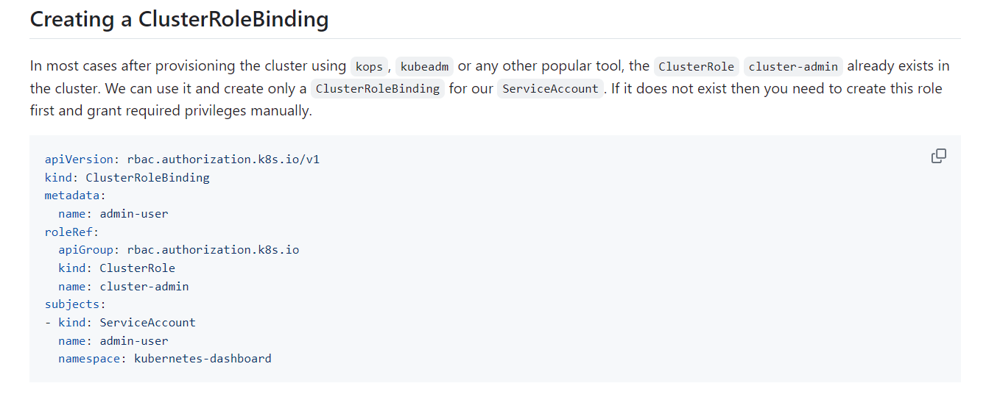 Creating a ClusterRoleBinding
In most cases after provisioning the cluster using kops, kubeadm or any other popular tool, the ClusterRole cluster-admin already exists in
the cluster. We can use it and create only a ClusterRoleBinding for our ServiceAccount. If it does not exist then you need to create this role
first and grant required privileges manually.
apiVersion: rbac.authorization.k8s.io/v1
kind: ClusterRoleBinding
metadata:
  name: admin-user
roleRef:
  apiGroup: rbac.authorization.k8s.io
  kind: ClusterRole
  name: cluster-admin
subjects:
- kind: ServiceAccount
  name: admin-user
  namespace: kubernetes-dashboard